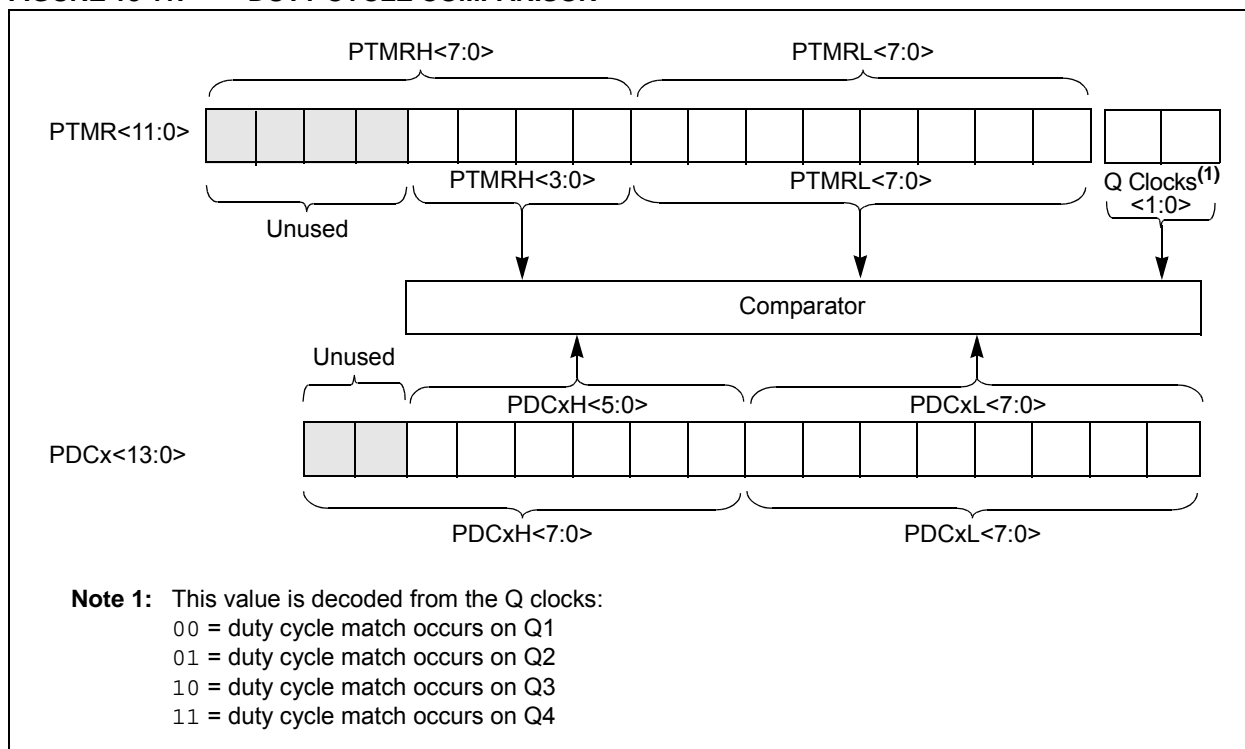 PTMRH<7:0> PTMRL<7:0>
PTMR<11:0>
PTMRH<3:0> PTMRL<7:0> Q Clocks(1)
<1:0>
Unused
Comparator
Unused
PDCxH<5:0> PDCxL<7:0>
PDCx<13:0>
PDCxH<7:0> PDCxL<7:0>
Note 1: This value is decoded from the Q clocks:
00 = duty cycle match occurs on Q1
01 = duty cycle match occurs on Q2
10 = duty cycle match occurs on Q3
11 = duty cycle match occurs on Q4